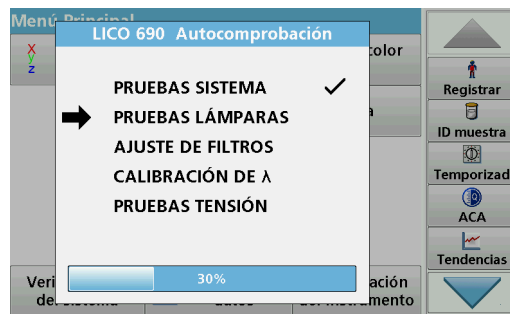 Menú Principal
LICO 690 Autocomprobación
x
y
z
color
PRUEBAS SISTEMA
PRUEBAS LÁMPARAS
AJUSTE DE FILTROS
CALIBRACIÓN DE λ
PRUEBAS TENSIÓN
30%
Registrar
ID muestra
Temporizad
ACA
Tendencias